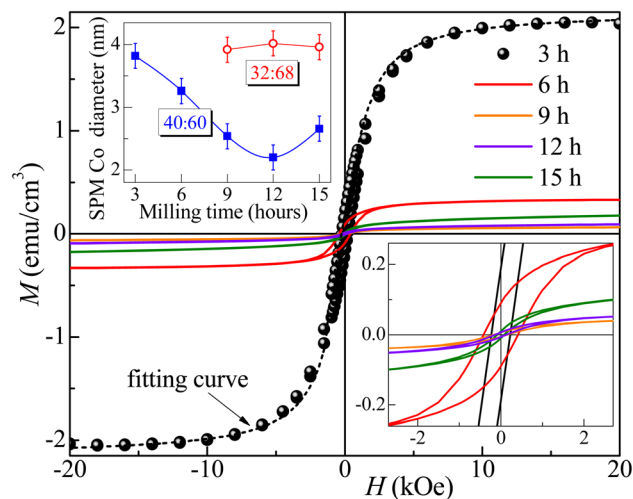 2
1
0
-1
-2
M (emu/cm³)
-20
-10
0
10
20
H (kOe)
3 h
6 h
9 h
12 h
15 h
fitting curve
SPM Co diameter (nm)
4
3
2
32:68
40:60
3
6
9
12
15
Milling time (hours)
0.2
0.0
-0.2
-2
0
2